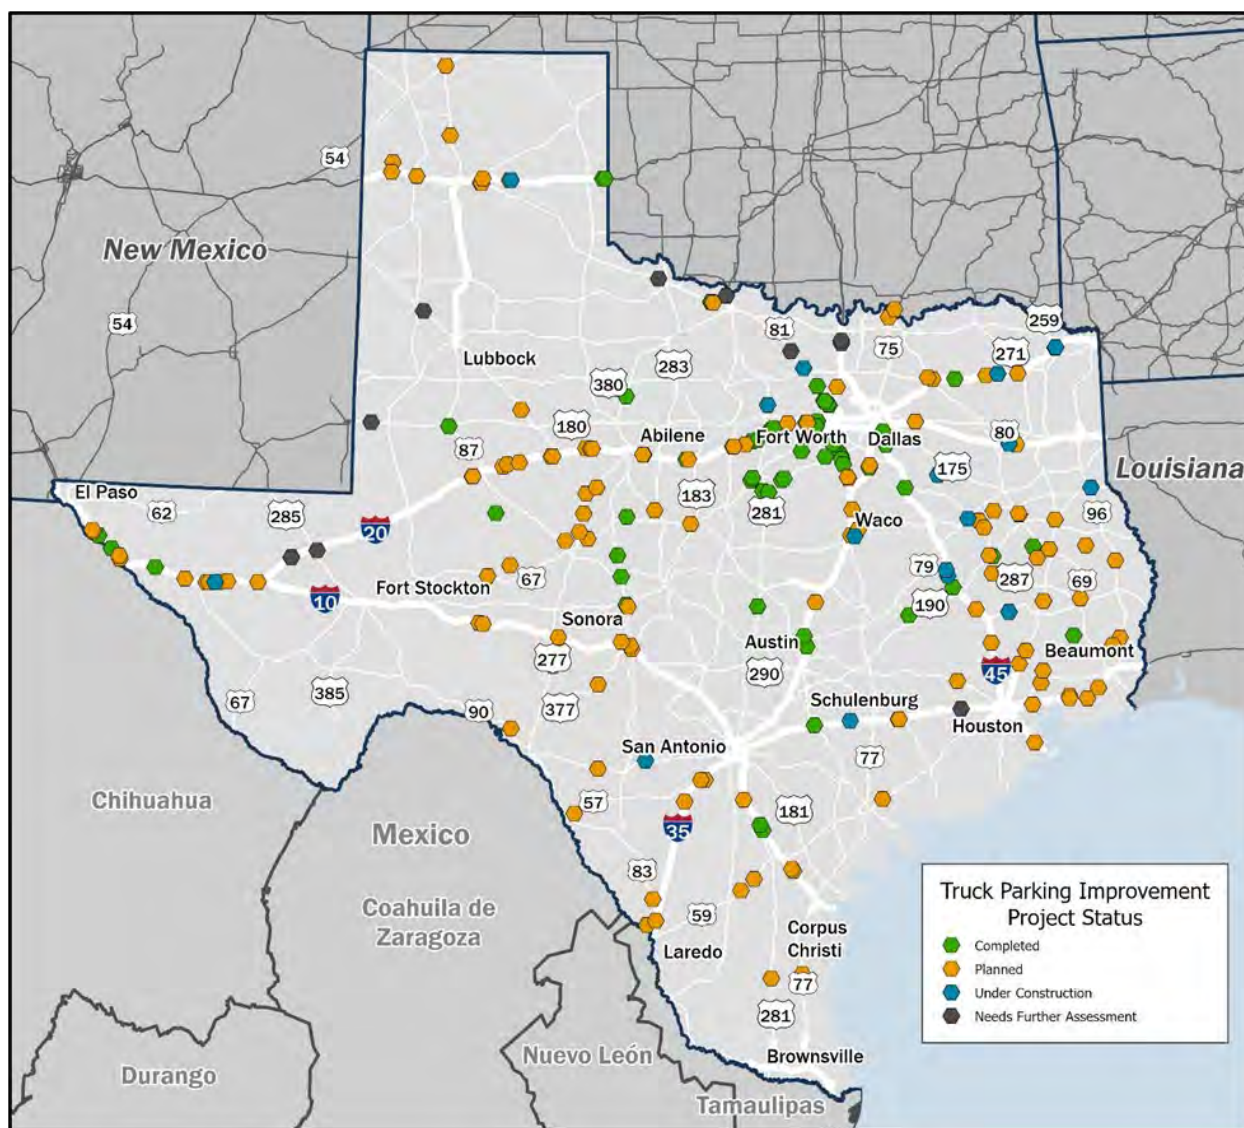 54
New Mexico
54
259
81
75
271
Lubbock
283
380
180
Abilene
Fort Worth
Dallas
80
87
Louisiana
175
El Paso
183
96
62
281
285
Waco
20
79
287
67
69
Fort Stockton
10
190
Sonora
Austin
Beaumont
277
290
45
385
67
377
Schulenburg
90
Houston
San Antonio
77
Chihuahua
57
181
Mexico
35
83
Coahuila de
Zaragoza
59
Corpus
Christi
Laredo
77
281
Nuevo León
Brownsville
Durango
Tamaulipas
Truck Parking Improvement
Project Status
Completed
Planned
Under Construction
Needs Further Assessment